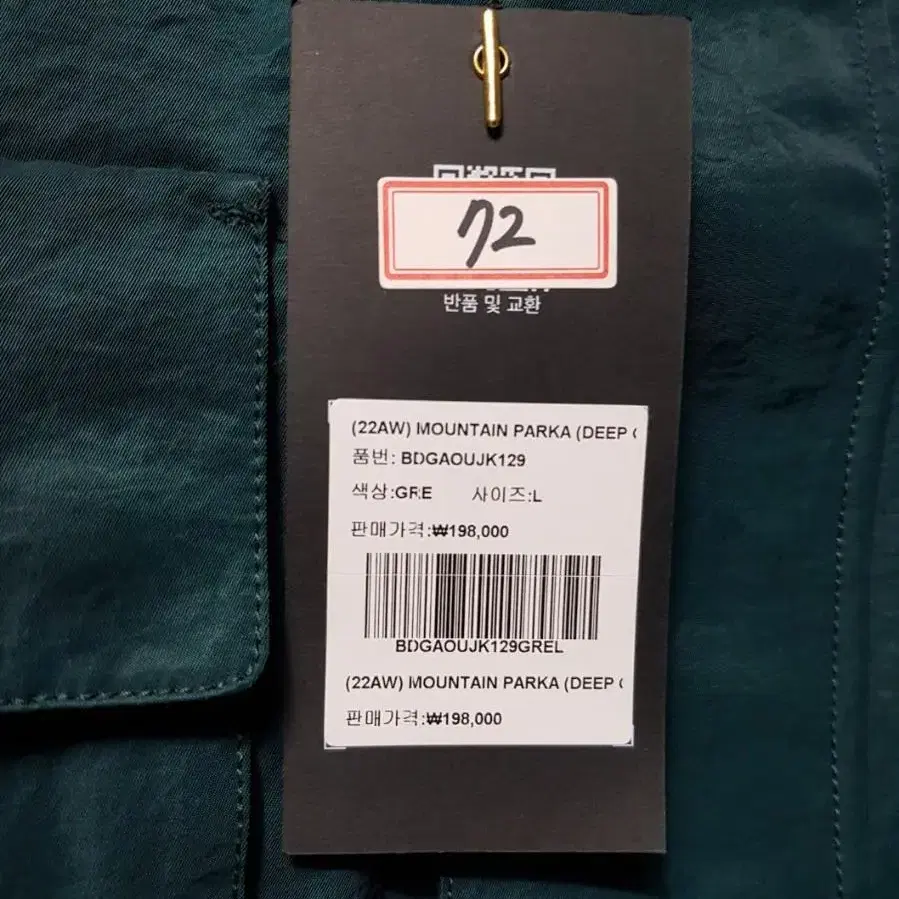 72
반품 및 교환
(22AW) MOUNTAIN PARKA (DEEP
품번: BDGAOUJK129
색상:GRE 사이즈:L
판매가격:₩198,000
BDGAOUJK129GREL
(22AW) MOUNTAIN PARKA (DEEP
판매가격:₩198,000